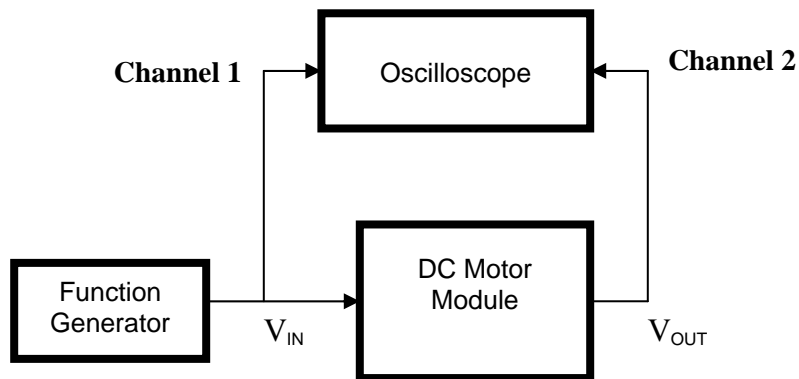 Channel 1
Oscilloscope
Channel 2
Function
Generator
V_IN
DC Motor
Module
V_OUT